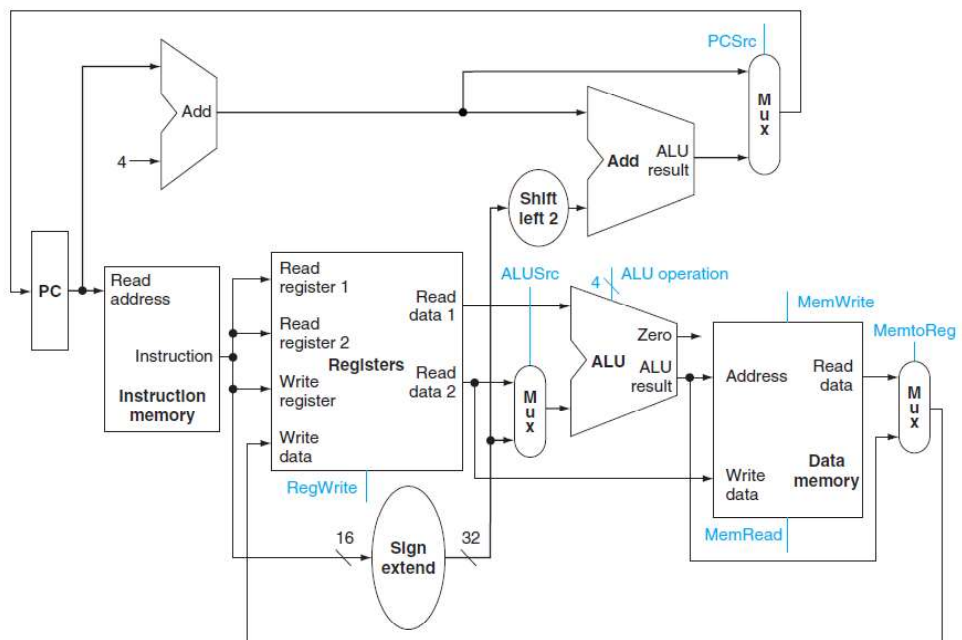 PCSrc
Add
4
M
u
x
Add
ALU
result
Shift
left 2
PC
Read
address
Instruction
Instruction
memory
Read
register 1
Read
register 2
Write
register
Write
data
Registers
Read
data 1
Read
data 2
RegWrite
ALUSrc
M
u
x
4
ALU operation
Zero
ALU
ALU
result
MemWrite
Address
Read
data
Write
data
Data
memory
MemRead
MemtoReg
M
u
x
16
Sign
extend
32